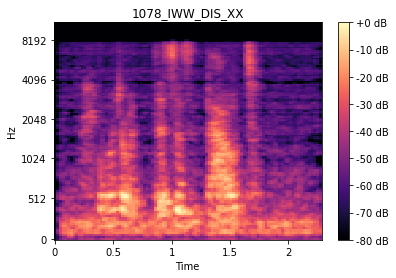 1078_IWW_DIS_XX
+0 dB
8192
-10 dB
4096
-20 dB
-30 dB
2048
Hz
-40 dB
1024
-50 dB
512
-60 dB
-70 dB
0
-80 dB
0
0.5
1
1.5
2
Time